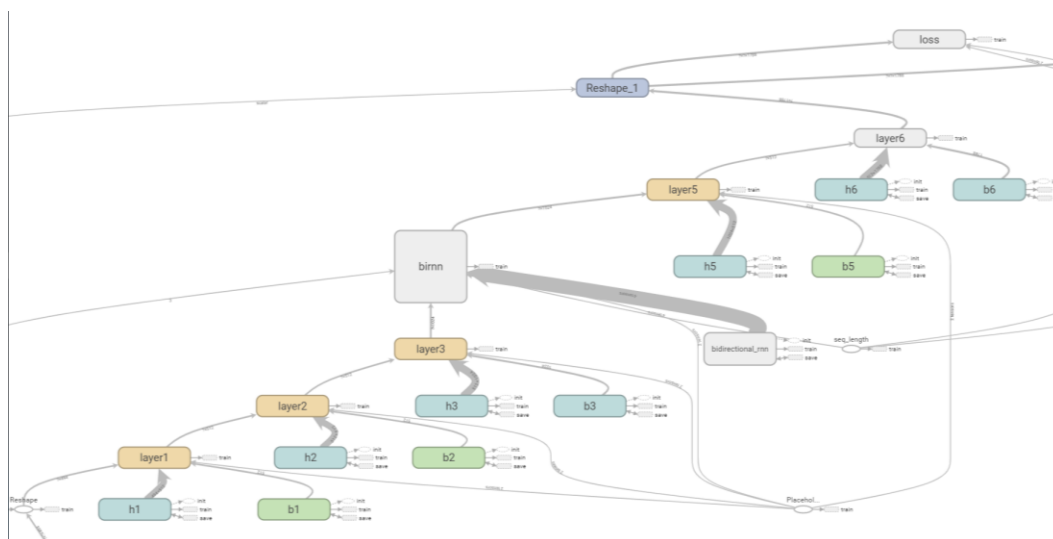 loss
train
Reshape_1
layer6
train
layer5
train
h6
init
train
save
b6
init
train
save
birnn
train
h5
init
train
save
b5
init
train
save
bidirectional_rnn
init
train
save
seq_length
train
layer3
train
h3
init
train
save
b3
init
train
save
layer2
train
h2
init
train
save
b2
init
train
save
layer1
train
Reshape
train
h1
init
train
save
b1
init
train
save
Placehol...
train